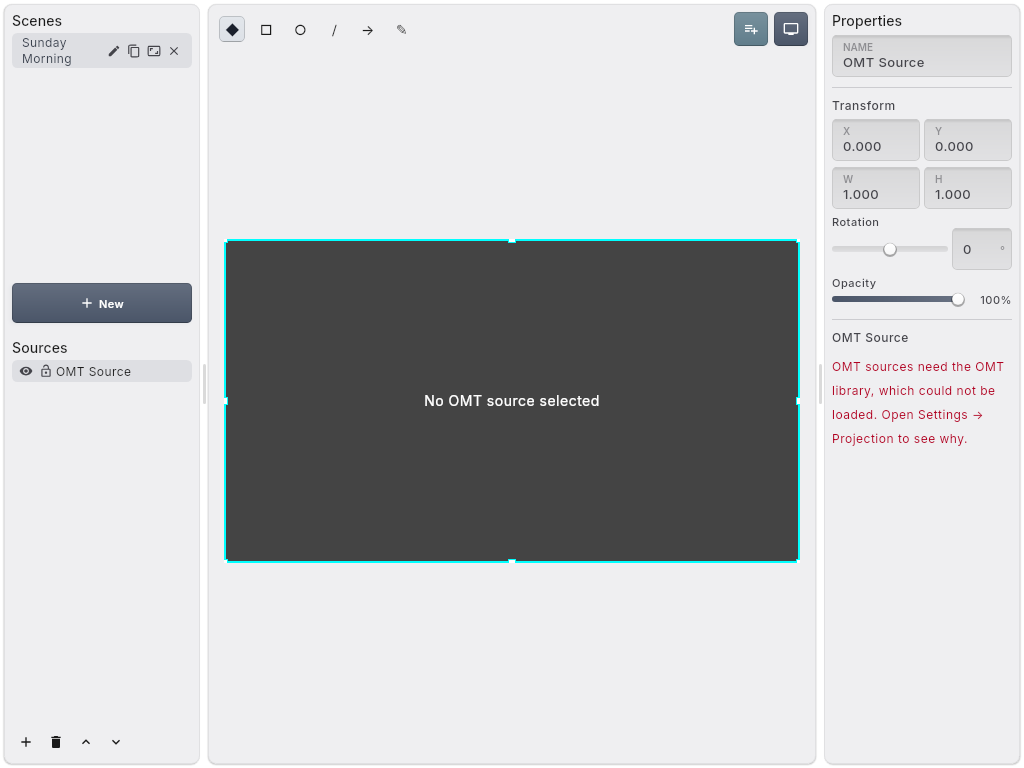 Scenes
Sunday
Morning
New
Sources
OMT Source
No OMT source selected
Properties
NAME
OMT Source
Transform
X
0.000
Y
0.000
W
1.000
H
1.000
Rotation
0 °
Opacity
100%
OMT Source
OMT sources need the OMT
library, which could not be
loaded. Open Settings →
Projection to see why.